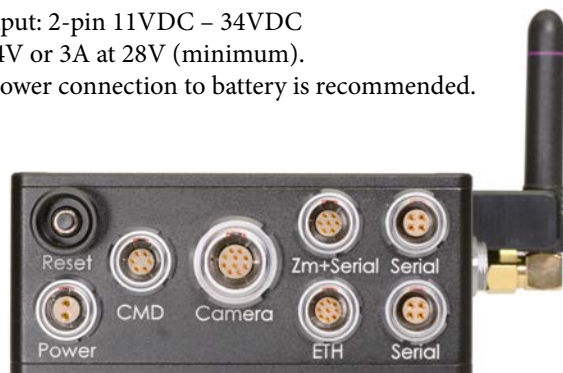 put: 2-pin 11VDC – 34VDC
4V or 3A at 28V (minimum).
ower connection to battery is recommended.
Reset
Zm+Serial Serial
CMD Camera
Power ETH Serial